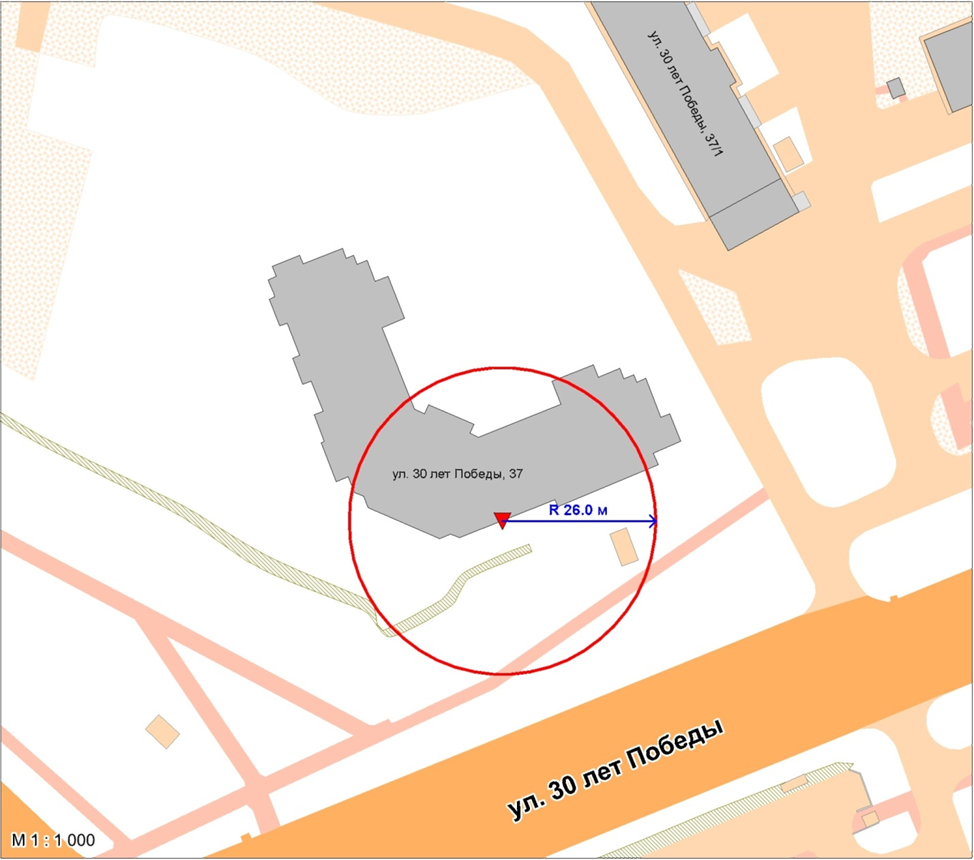 ул. 30 лет Победы, 37/1
ул. 30 лет Победы, 37
R 26.0 м
ул. 30 лет Победы
М 1 : 1 000